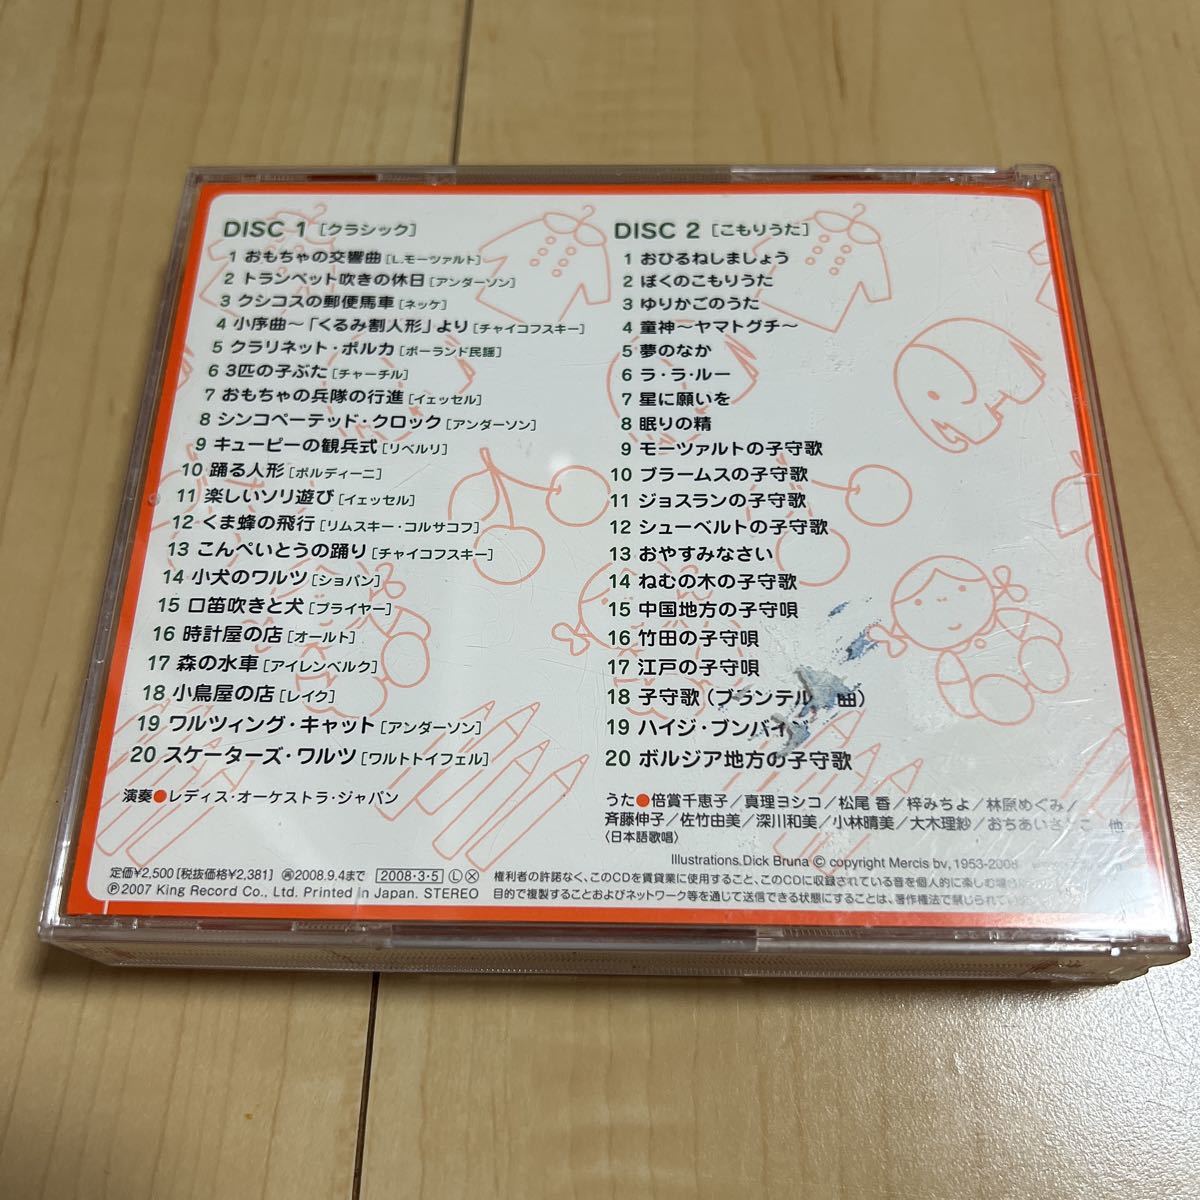 DISC 1 [クラシック]
1 おもちゃの交響曲 [L.モーツァルト]
2 トランペット吹きの休日 [アンダーソン]
3 クシコスの郵便馬車 [ネッケ]
4 小序曲〜「くるみ割人形」より [チャイコフスキー]
5 クラリネット・ポルカ [ポーランド民謡]
6 3匹の子ぶた [チャーチル]
7 おもちゃの兵隊の行進 [イェッセル]
8 シンコペーテッド・クロック [アンダーソン]
9 キューピーの観兵式 [リベルリ]
10 踊る人形 [ポルディーニ]
11 楽しいソリ遊び [イェッセル]
12 くま蜂の飛行 [リムスキー・コルサコフ]
13 こんぺいとうの踊り [チャイコフスキー]
14 小犬のワルツ [ショパン]
15 口笛吹きと犬 [プライヤー]
16 時計屋の店 [オールト]
17 森の水車 [アイレンベルク]
18 小鳥屋の店 [レイク]
19 ワルツィング・キャット [アンダーソン]
20 スケーターズ・ワルツ [ワルトトイフェル]
演奏●レディス・オーケストラ・ジャパン
DISC 2 [こもりうた]
1 おひるねしましょう
2 ぼくのこもりうた
3 ゆりかごのうた
4 童神〜ヤマトグチ〜
5 夢のなか
6 ラ・ラ・ルー
7 星に願いを
8 眠りの精
9 モーツァルトの子守歌
10 ブラームスの子守歌
11 ジョスランの子守歌
12 シューベルトの子守歌
13 おやすみなさい
14 ねむの木の子守歌
15 中国地方の子守唄
16 竹田の子守唄
17 江戸の子守唄
18 子守歌(ブランテル 曲)
19 ハイジ・ブンバイ
20 ボルジア地方の子守歌
うた●倍賞千恵子/真理ヨシコ/松尾 香/梓みちよ/林原めぐみ/
斉藤伸子/佐竹由美/深川和美/小林晴美/大木理紗/おちあいさとこ 他
〈日本語歌唱〉
Illustrations Dick Bruna © copyright Mercis bv, 1953-2008
定価¥2,500 [税抜価格¥2,381] 再2008.9.4まで 2008・3・5 Ⓛ Ⓧ
℗2007 King Record Co., Ltd. Printed in Japan. STEREO
権利者の許諾なく、このCDを賃貸業に使用すること、このCDに収録されている音を個人的に楽しむ場合
目的で複製することおよびネットワーク等を通じて送信できる状態にすることは、著作権法で禁じられてい